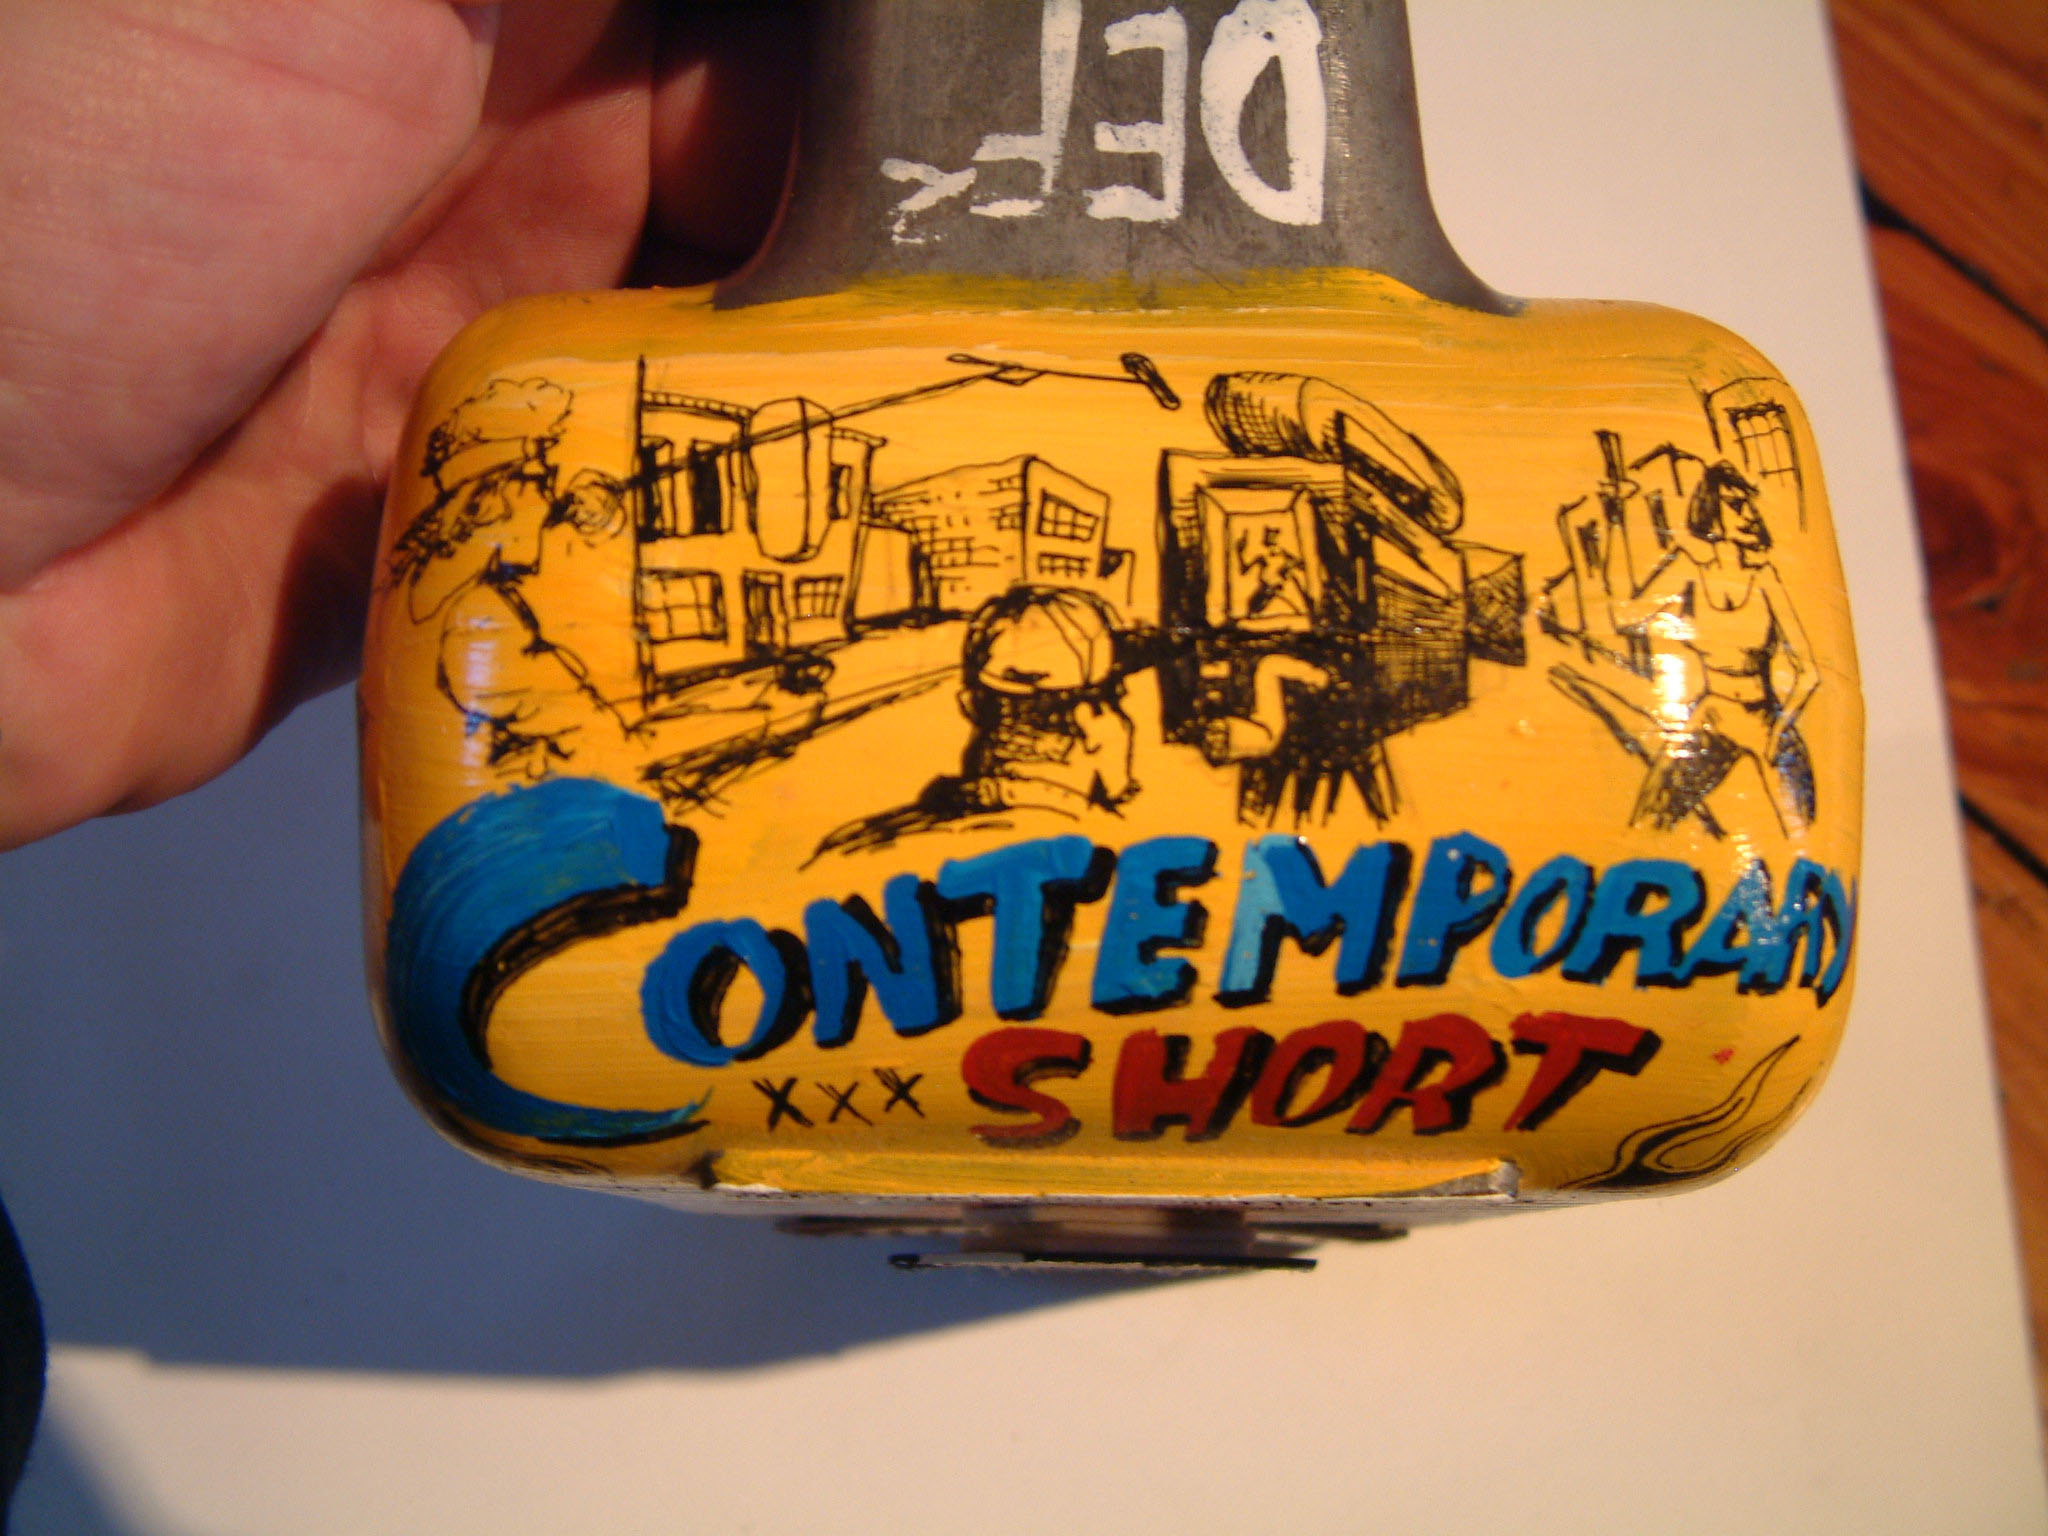 DEF
CONTEMPORARY
xxx SHORT